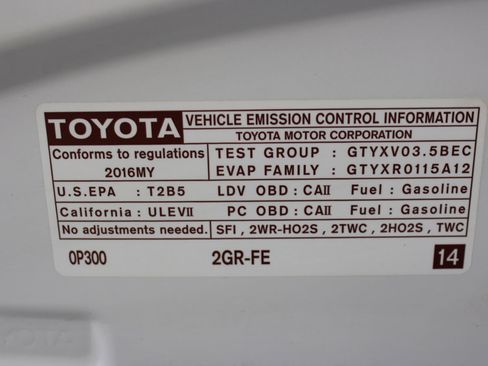 TOYOTA VEHICLE EMISSION CONTROL INFORMATION
TOYOTA MOTOR CORPORATION
Conforms to regulations TEST GROUP : GTYXV03.5BEC
2016MY EVAP FAMILY : GTYXR0115A12
U.S.EPA : T2B5 LDV OBD : CAII Fuel : Gasoline
California : ULEVII PC OBD : CAII Fuel : Gasoline
No adjustments needed. SFI , 2WR-HO2S , 2TWC , 2HO2S , TWC
0P300 2GR-FE 14
TOYOTA